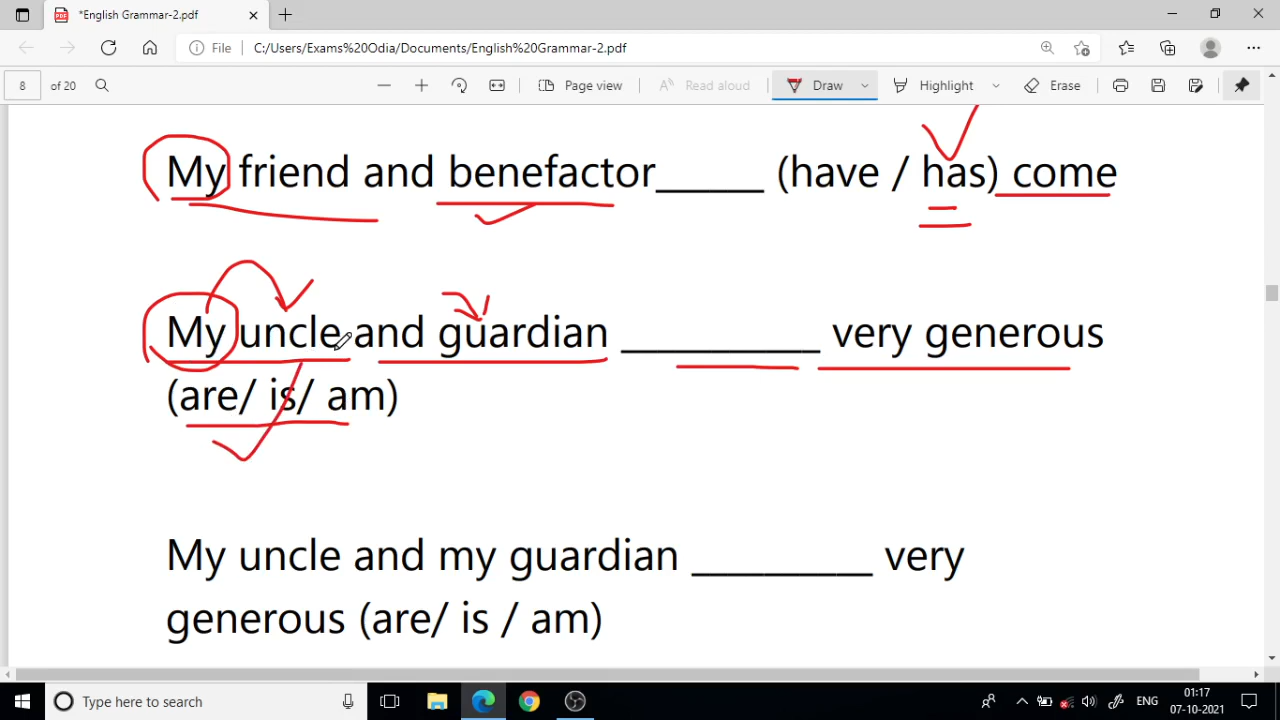 *English Grammar-2.pdf
File C:/Users/Exams%20Odia/Documents/English%20Grammar-2.pdf
8 of 20 Page view Read aloud Draw Highlight Erase
My friend and benefactor_____ (have / has) come
My uncle and guardian _________ very generous
(are/ is/ am)
My uncle and my guardian ________ very
generous (are/ is / am)
Type here to search ENG 01:17
07-10-2021